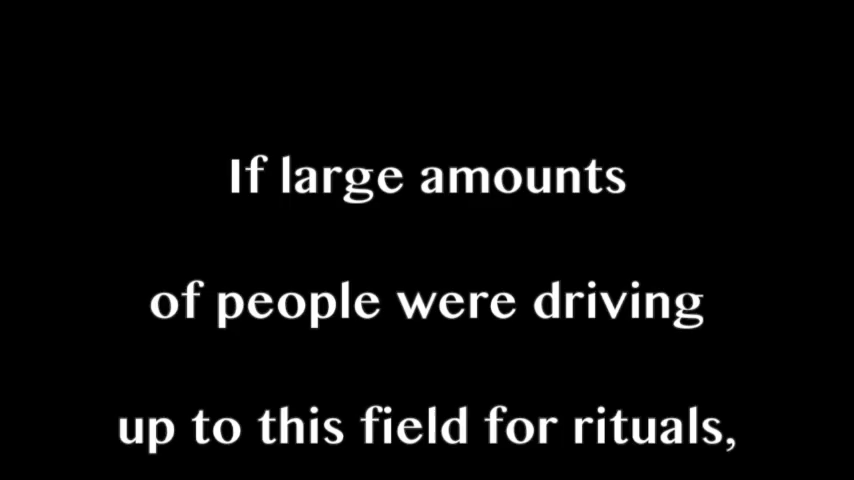 If large amounts
of people were driving
up to this field for rituals,